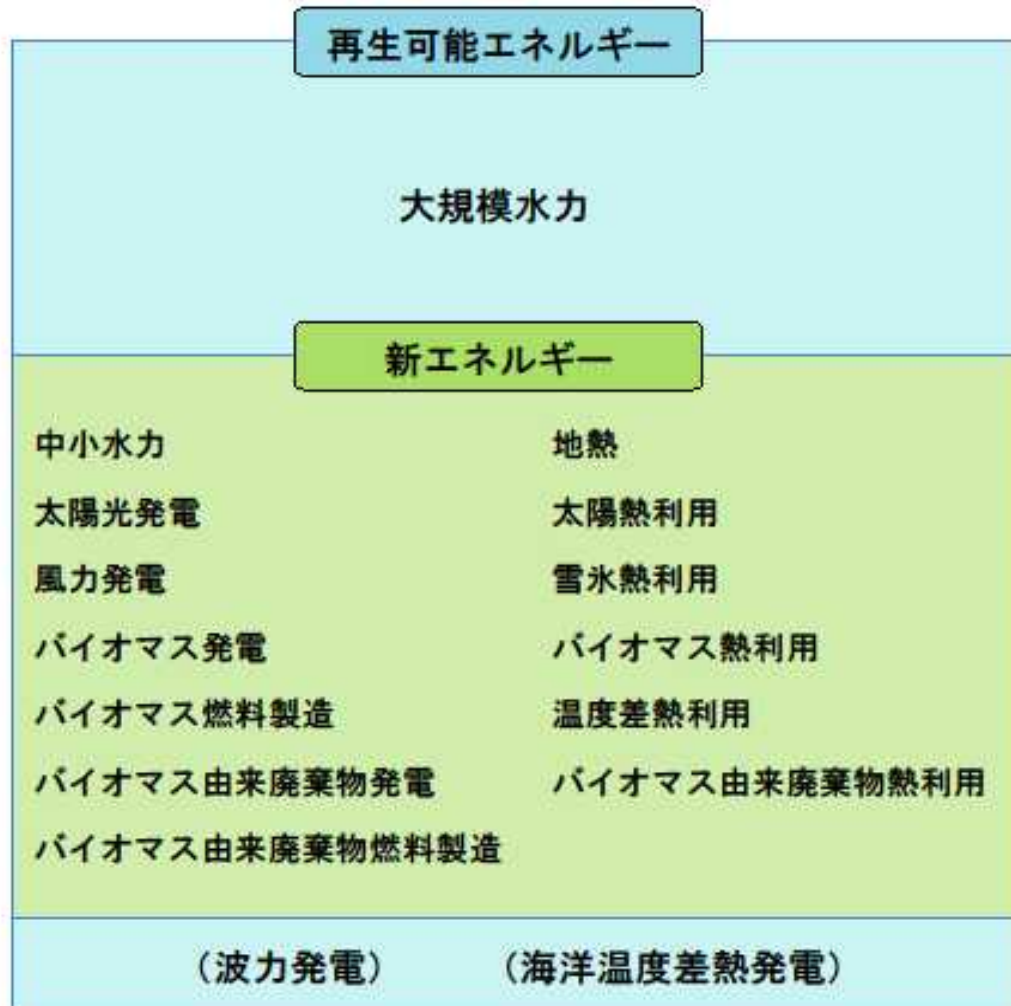 再生可能エネルギー
大規模水力
新エネルギー
中小水力 地熱
太陽光発電 太陽熱利用
風力発電 雪氷熱利用
バイオマス発電 バイオマス熱利用
バイオマス燃料製造 温度差熱利用
バイオマス由来廃棄物発電 バイオマス由来廃棄物熱利用
バイオマス由来廃棄物燃料製造
（波力発電） （海洋温度差熱発電）